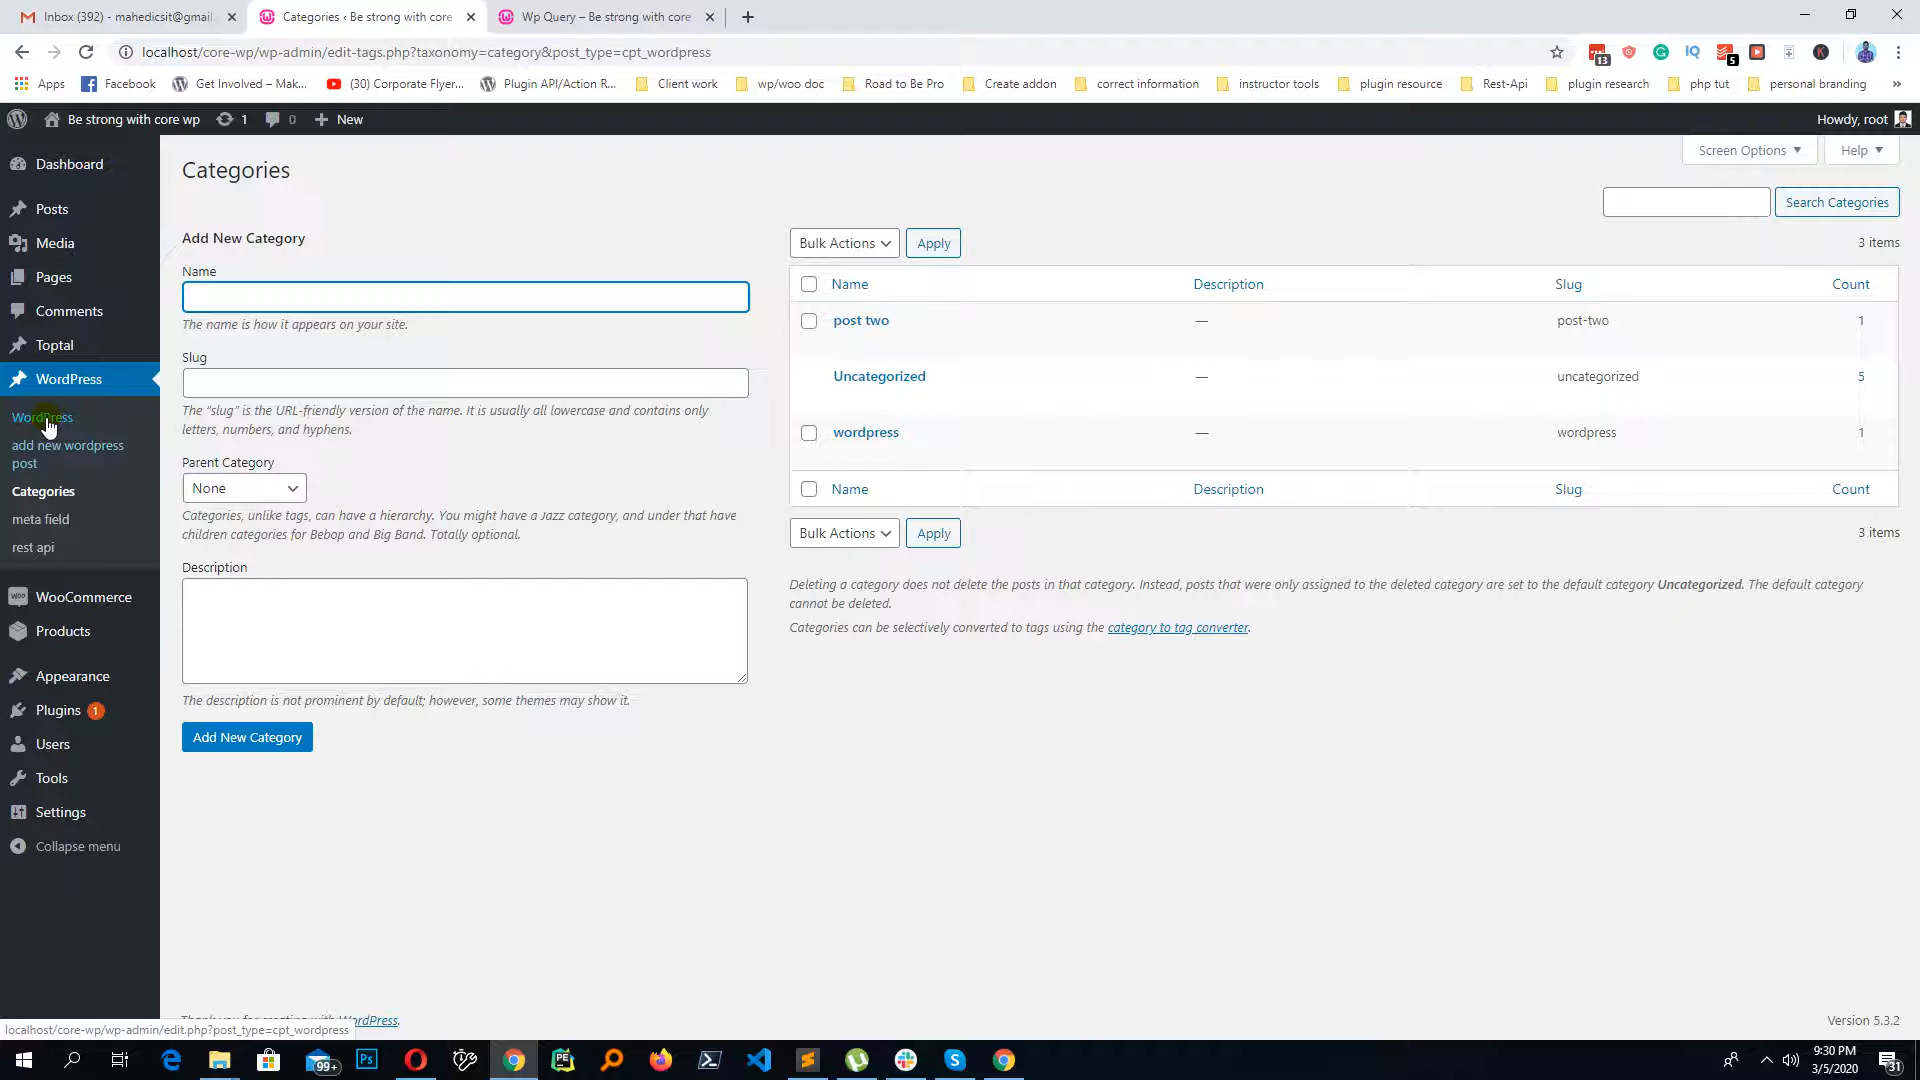 Inbox (392) - mahedicsit@gmail.
Categories ‹ Be strong with core
Wp Query – Be strong with core
localhost/core-wp/wp-admin/edit-tags.php?taxonomy=category&post_type=cpt_wordpress
13
IQ
5
K
Apps
Facebook
Get Involved – Mak...
(30) Corporate Flyer...
Plugin API/Action R...
Client work
wp/woo doc
Road to Be Pro
Create addon
correct information
instructor tools
plugin resource
Rest-Api
plugin research
php tut
personal branding
»
Be strong with core wp
1
0
New
Howdy, root
Dashboard
Posts
Media
Pages
Comments
Toptal
WordPress
WordPress
add new wordpress
post
Categories
meta field
rest api
WooCommerce
Products
Appearance
Plugins 1
Users
Tools
Settings
Collapse menu
Screen Options
Help
Categories
Search Categories
Add New Category
Name
The name is how it appears on your site.
Slug
The “slug” is the URL-friendly version of the name. It is usually all lowercase and contains only
letters, numbers, and hyphens.
Parent Category
None
Categories, unlike tags, can have a hierarchy. You might have a Jazz category, and under that have
children categories for Bebop and Big Band. Totally optional.
Description
The description is not prominent by default; however, some themes may show it.
Add New Category
Bulk Actions
Apply
3 items
Name Description Slug Count
post two — post-two 1
Uncategorized — uncategorized 5
wordpress — wordpress 1
Name Description Slug Count
Bulk Actions
Apply
3 items
Deleting a category does not delete the posts in that category. Instead, posts that were only assigned to the deleted category are set to the default category Uncategorized. The default category
cannot be deleted.
Categories can be selectively converted to tags using the category to tag converter.
Thank you for creating with WordPress.
Version 5.3.2
localhost/core-wp/wp-admin/edit.php?post_type=cpt_wordpress
99+
Ps
PE
9:30 PM
3/5/2020
31